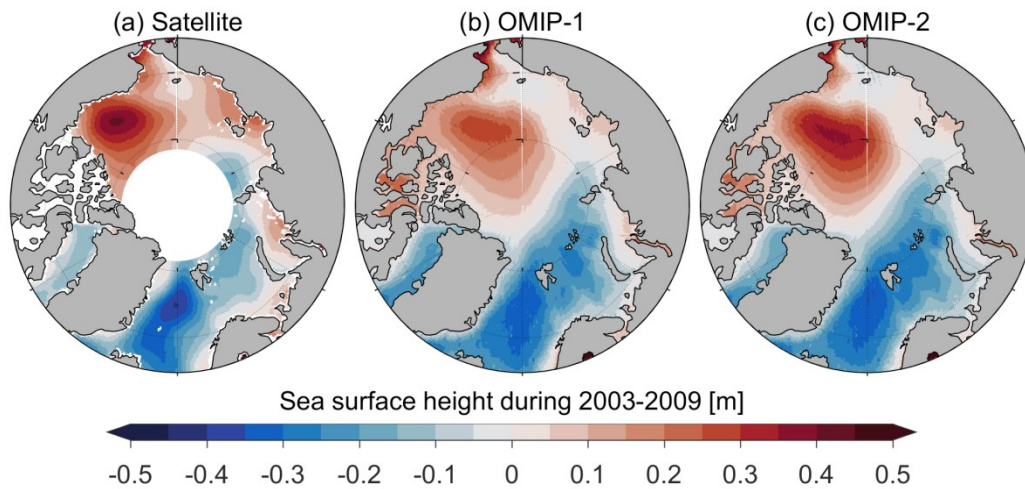 (a) Satellite (b) OMIP-1 (c) OMIP-2
Sea surface height during 2003-2009 [m]
-0.5 -0.4 -0.3 -0.2 -0.1 0 0.1 0.2 0.3 0.4 0.5